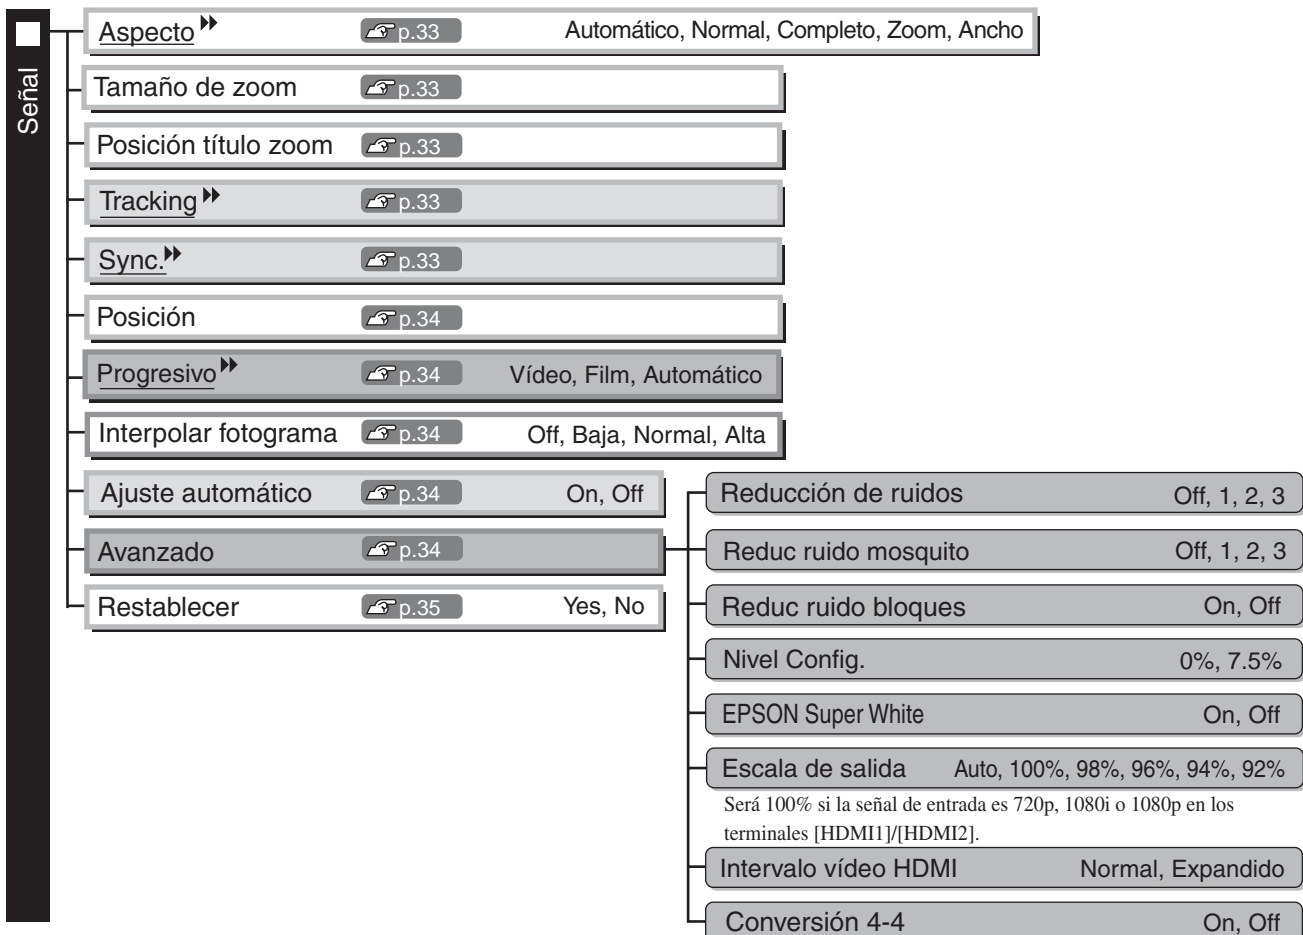 Señal
Aspecto p.33 Automático, Normal, Completo, Zoom, Ancho
Tamaño de zoom p.33
Posición título zoom p.33
Tracking p.33
Sync. p.33
Posición p.34
Progresivo p.34 Vídeo, Film, Automático
Interpolar fotograma p.34 Off, Baja, Normal, Alta
Ajuste automático p.34 On, Off
Avanzado p.34
Restablecer p.35 Yes, No
Reducción de ruidos Off, 1, 2, 3
Reduc ruido mosquito Off, 1, 2, 3
Reduc ruido bloques On, Off
Nivel Config. 0%, 7.5%
EPSON Super White On, Off
Escala de salida Auto, 100%, 98%, 96%, 94%, 92%
Será 100% si la señal de entrada es 720p, 1080i o 1080p en los
terminales [HDMI1]/[HDMI2].
Intervalo vídeo HDMI Normal, Expandido
Conversión 4-4 On, Off